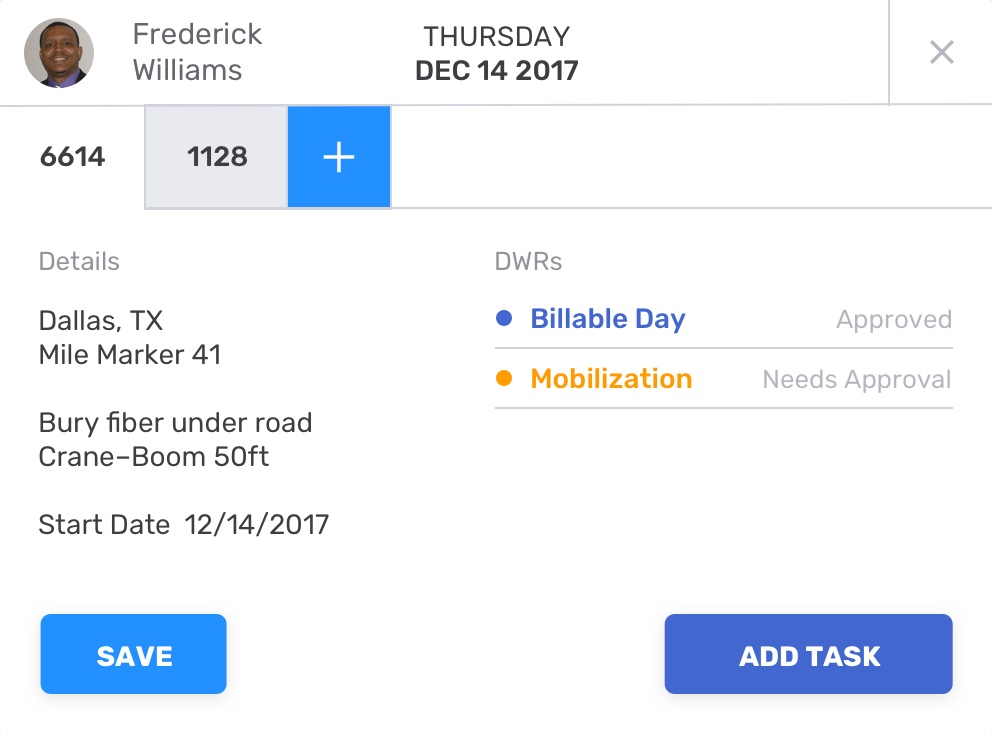 Frederick
Williams
THURSDAY
DEC 14 2017
6614
1128
Details
Dallas, TX
Mile Marker 41
Bury fiber under road
Crane–Boom 50ft
Start Date 12/14/2017
DWRs
Billable Day Approved
Mobilization Needs Approval
SAVE
ADD TASK